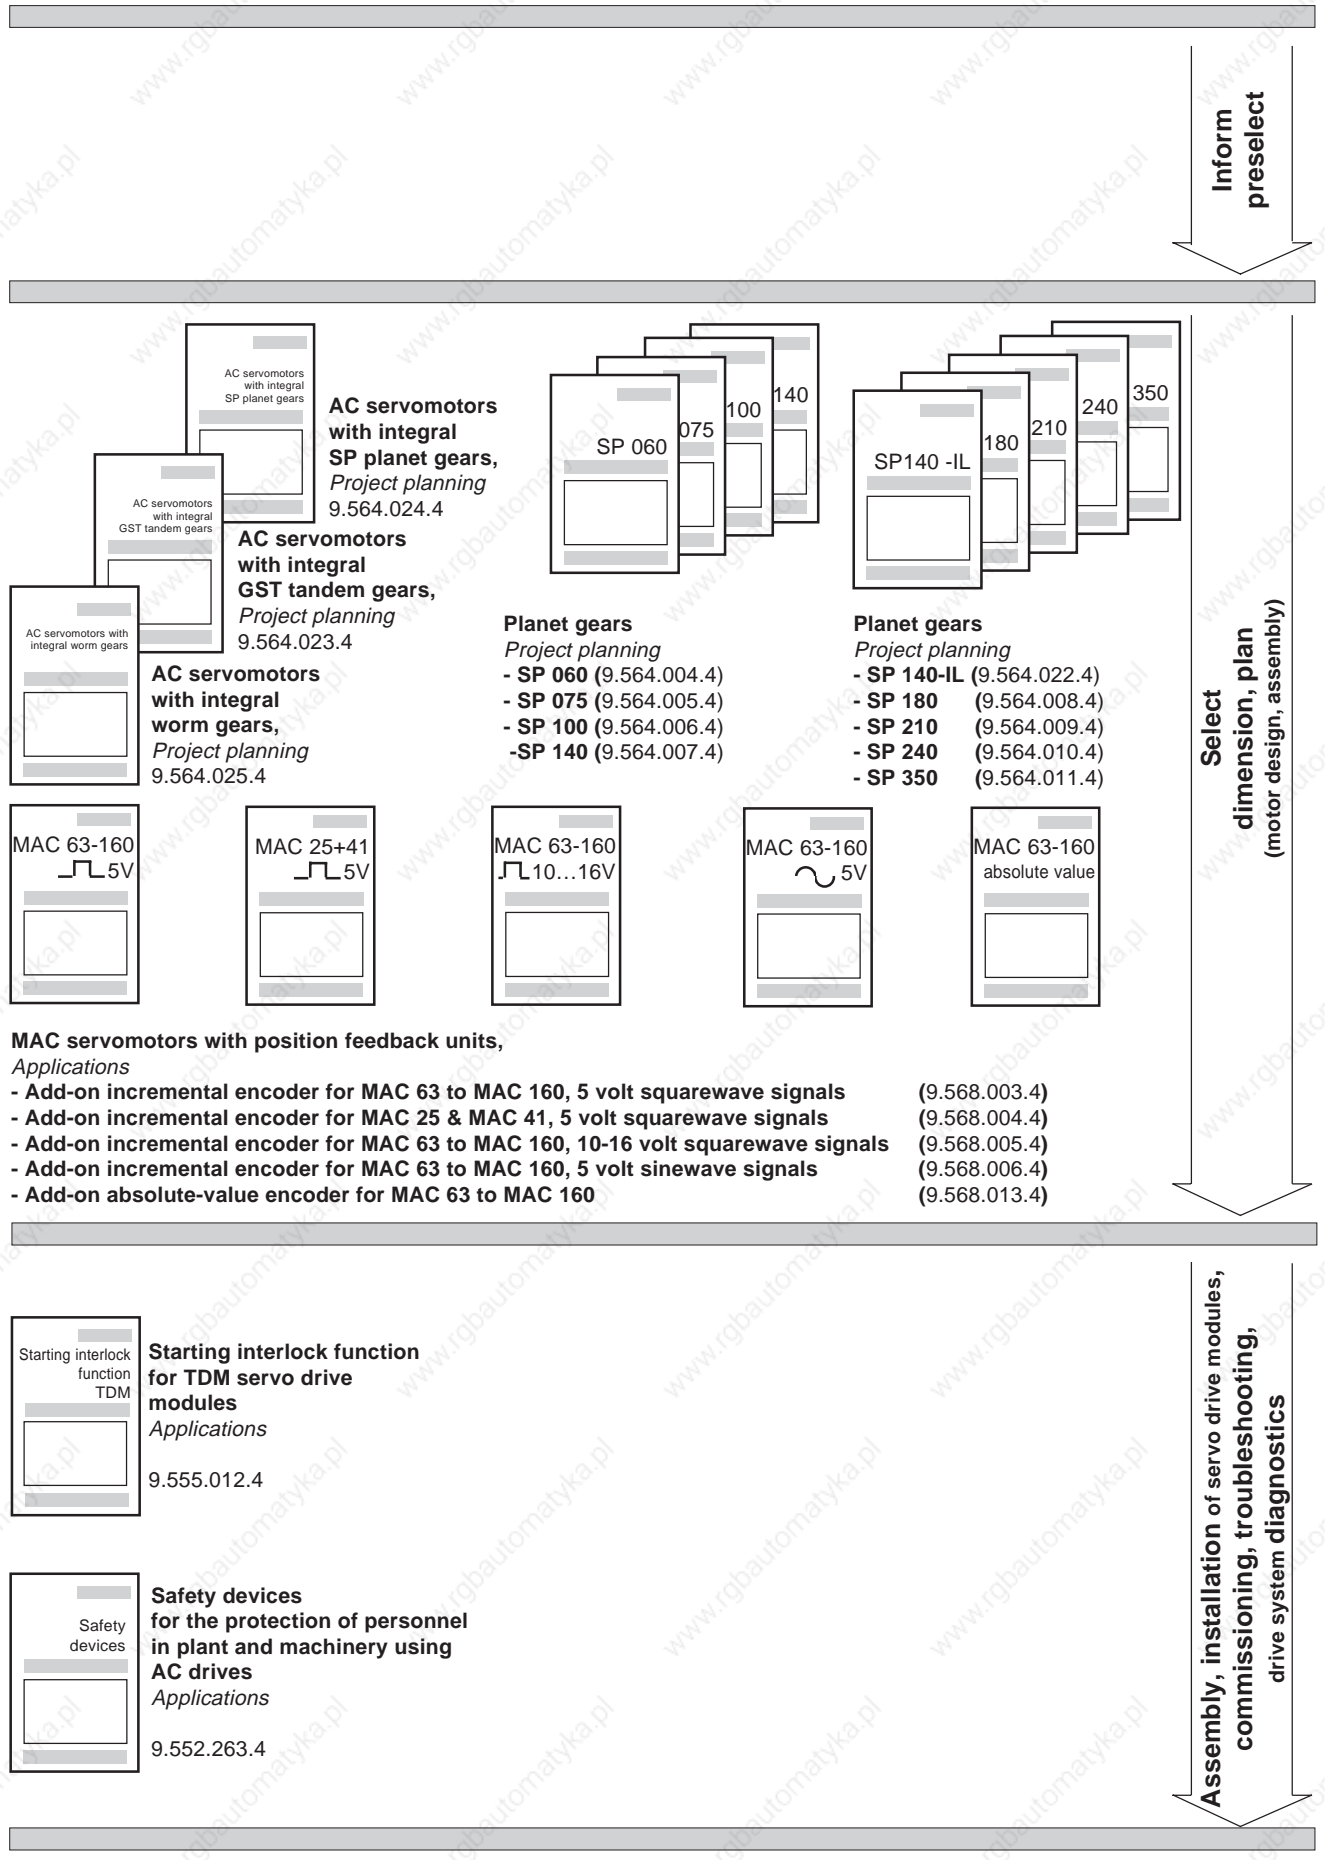 Inform
preselect
AC servomotors
with integral
SP planet gears
AC servomotors
with integral
SP planet gears,
Project planning
9.564.024.4
AC servomotors
with integral
GST tandem gears
AC servomotors
with integral
GST tandem gears,
Project planning
9.564.023.4
AC servomotors with
integral worm gears
AC servomotors
with integral
worm gears,
Project planning
9.564.025.4
SP 060
075
100
140
Planet gears
Project planning
- SP 060 (9.564.004.4)
- SP 075 (9.564.005.4)
- SP 100 (9.564.006.4)
-SP 140 (9.564.007.4)
SP140 -IL
180
210
240
350
Planet gears
Project planning
- SP 140-IL (9.564.022.4)
- SP 180 (9.564.008.4)
- SP 210 (9.564.009.4)
- SP 240 (9.564.010.4)
- SP 350 (9.564.011.4)
Select
dimension, plan
(motor design, assembly)
MAC 63-160
5V
MAC 25+41
5V
MAC 63-160
10...16V
MAC 63-160
5V
MAC 63-160
absolute value
MAC servomotors with position feedback units,
Applications
- Add-on incremental encoder for MAC 63 to MAC 160, 5 volt squarewave signals (9.568.003.4)
- Add-on incremental encoder for MAC 25 & MAC 41, 5 volt squarewave signals (9.568.004.4)
- Add-on incremental encoder for MAC 63 to MAC 160, 10-16 volt squarewave signals (9.568.005.4)
- Add-on incremental encoder for MAC 63 to MAC 160, 5 volt sinewave signals (9.568.006.4)
- Add-on absolute-value encoder for MAC 63 to MAC 160 (9.568.013.4)
Starting interlock
function
TDM
Starting interlock function
for TDM servo drive
modules
Applications
9.555.012.4
Safety
devices
Safety devices
for the protection of personnel
in plant and machinery using
AC drives
Applications
9.552.263.4
Assembly, installation of servo drive modules,
commissioning, troubleshooting,
drive system diagnostics
www.rgbautomatyka.pl